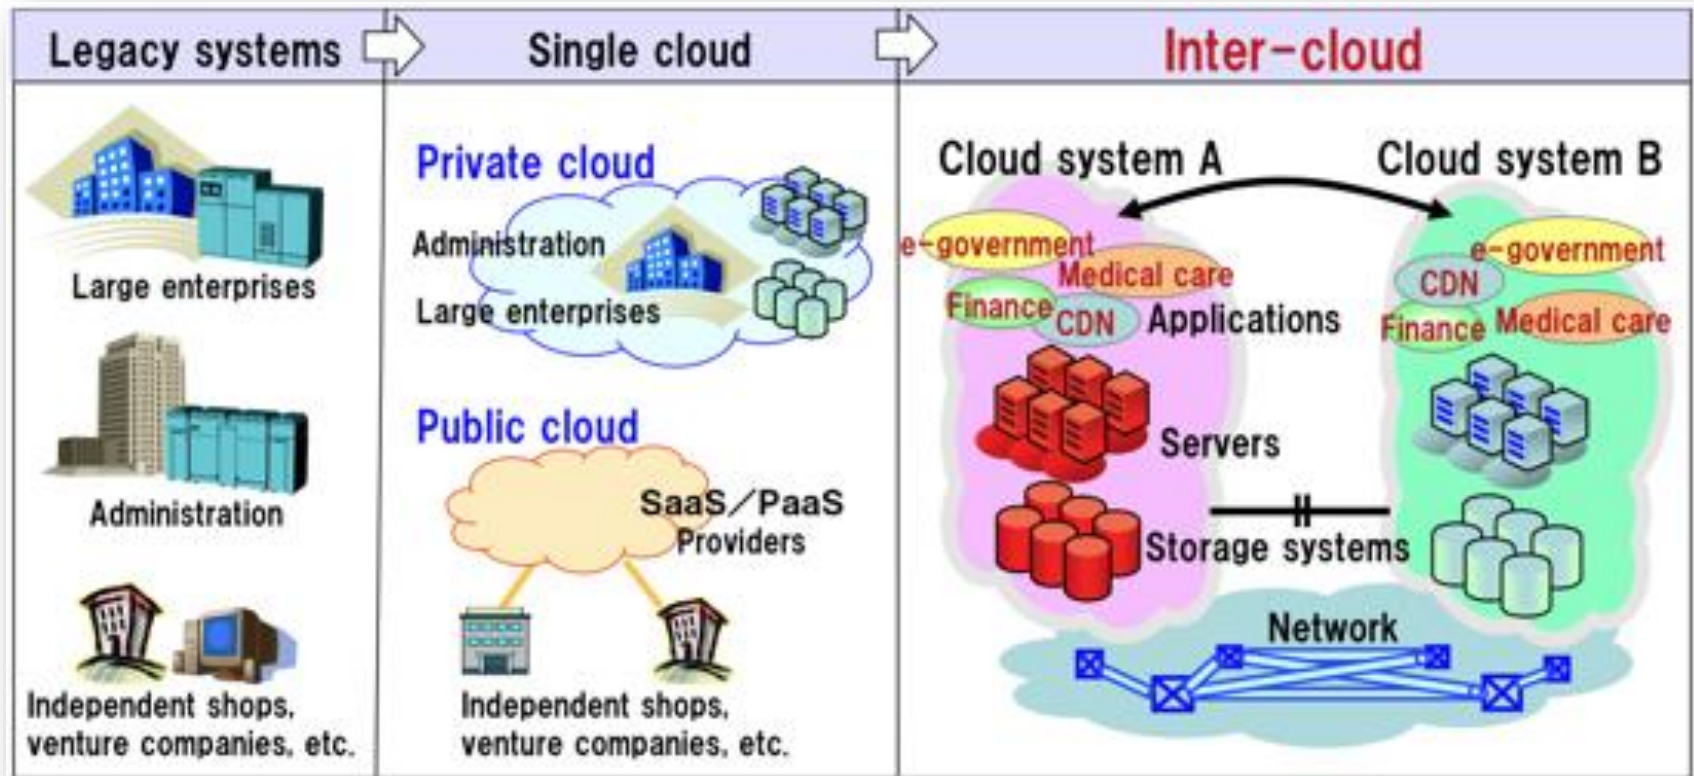 Legacy systems
Single cloud
Inter-cloud
Large enterprises
Administration
Independent shops,
venture companies, etc.
Private cloud
Administration
Large enterprises
Public cloud
SaaS／PaaS
Providers
Independent shops,
venture companies, etc.
Cloud system A
Cloud system B
e-government
Medical care
Finance
CDN
Applications
e-government
CDN
Finance
Medical care
Servers
Storage systems
Network